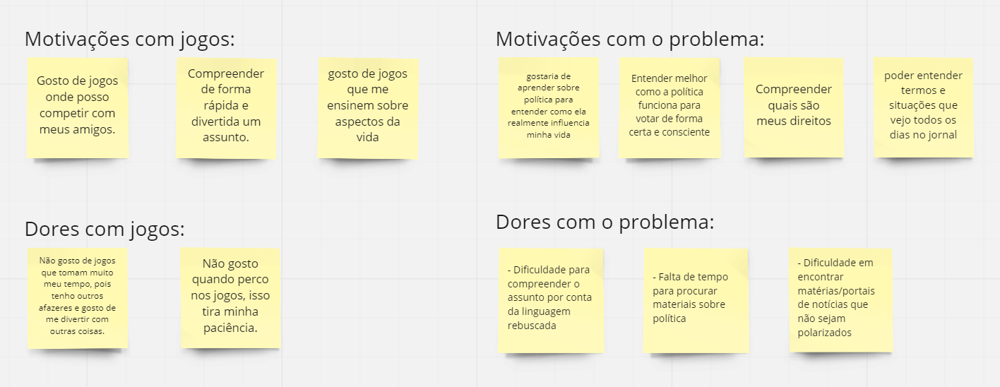 Motivações com jogos:
Gosto de jogos
onde posso
competir com
meus amigos.
Compreender
de forma
rápida e
divertida um
assunto.
gosto de jogos
que me
ensinem sobre
aspectos da
vida
Motivações com o problema:
gostaria de
aprender sobre
política para
entender como ela
realmente influencia
minha vida
Entender melhor
como a política
funciona para
votar de forma
certa e consciente
Compreender
quais são
meus direitos
poder entender
termos e
situações que
vejo todos os
dias no jornal
Dores com jogos:
Não gosto de jogos
que tomam muito
meu tempo, pois
tenho outros
afazeres e gosto de
me divertir com
outras coisas.
Não gosto
quando perco
nos jogos, isso
tira minha
paciência.
Dores com o problema:
- Dificuldade para
compreender o
assunto por conta
da linguagem
rebuscada
- Falta de tempo
para procurar
materiais sobre
política
- Dificuldade em
encontrar
matérias/portais
de notícias que
não sejam
polarizados